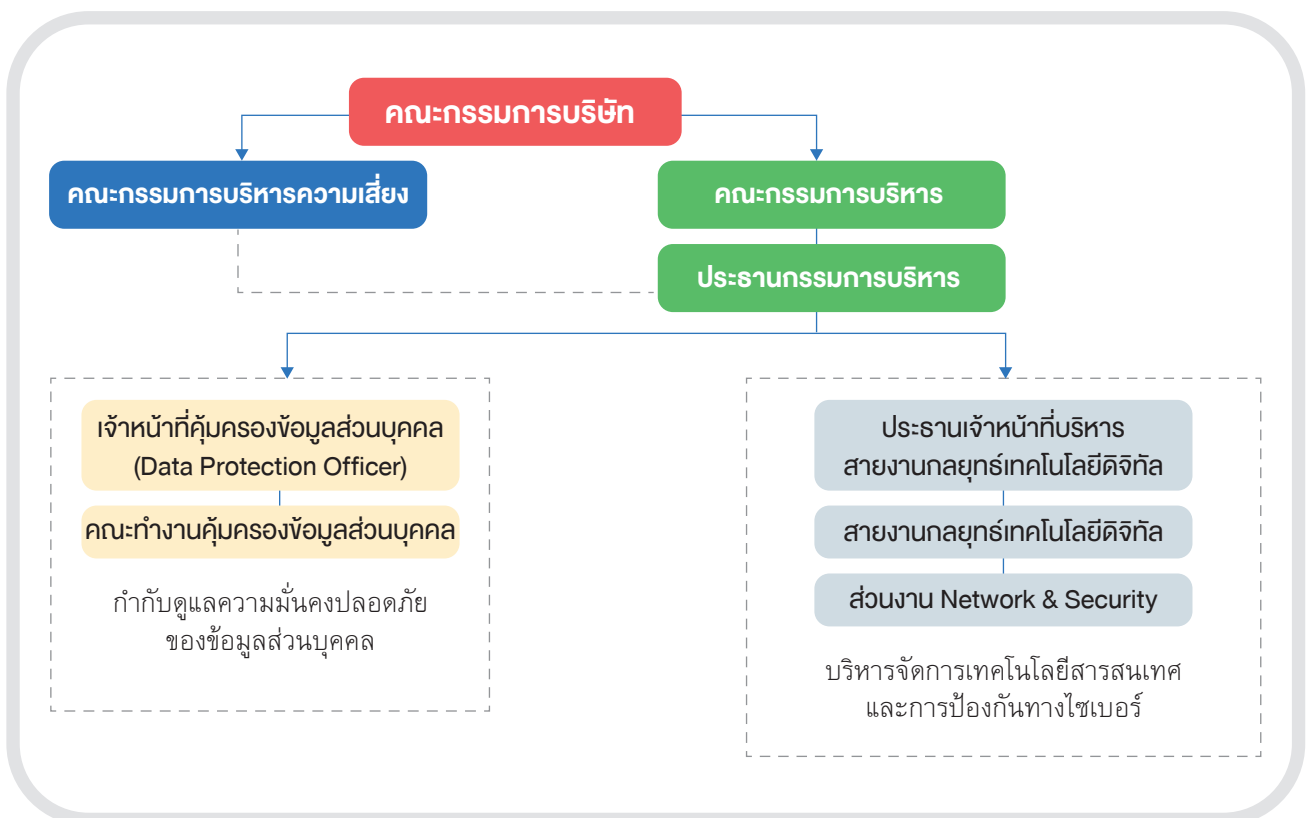 คณะกรรมการบริษัท
คณะกรรมการบริหารความเสี่ยง
คณะกรรมการบริหาร
ประธานกรรมการบริหาร
เจ้าหน้าที่คุ้มครองข้อมูลส่วนบุคคล
(Data Protection Officer)
คณะทำงานคุ้มครองข้อมูลส่วนบุคคล
กำกับดูแลความมั่นคงปลอดภัย
ของข้อมูลส่วนบุคคล
ประธานเจ้าหน้าที่บริหาร
สายงานกลยุทธ์เทคโนโลยีดิจิทัล
สายงานกลยุทธ์เทคโนโลยีดิจิทัล
ส่วนงาน Network & Security
บริหารจัดการเทคโนโลยีสารสนเทศ
และการป้องกันทางไซเบอร์